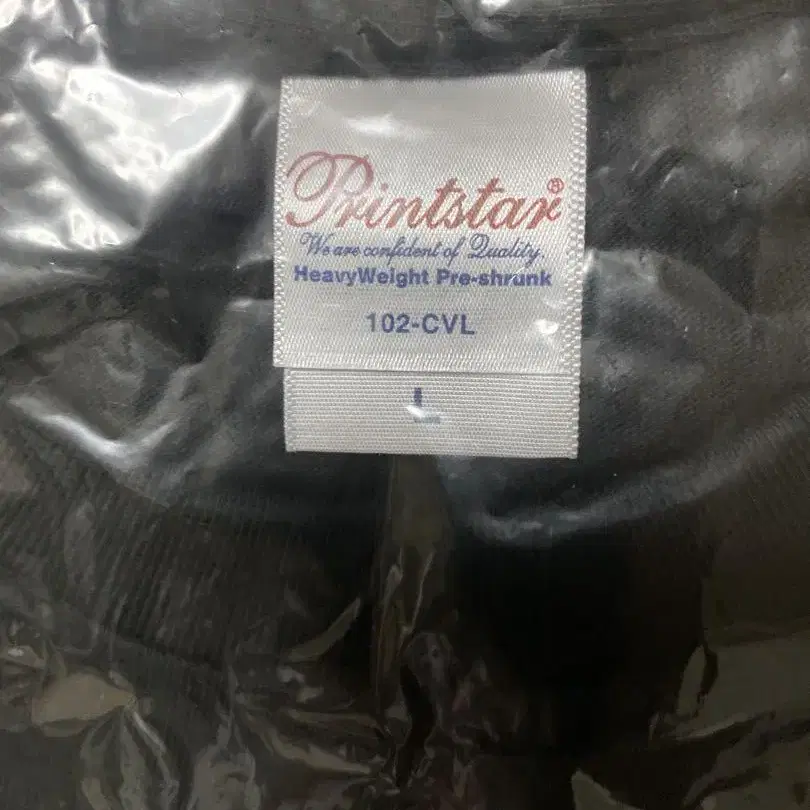 Printstar®
We are confident of Quality.
HeavyWeight Pre-shrunk
102-CVL
L